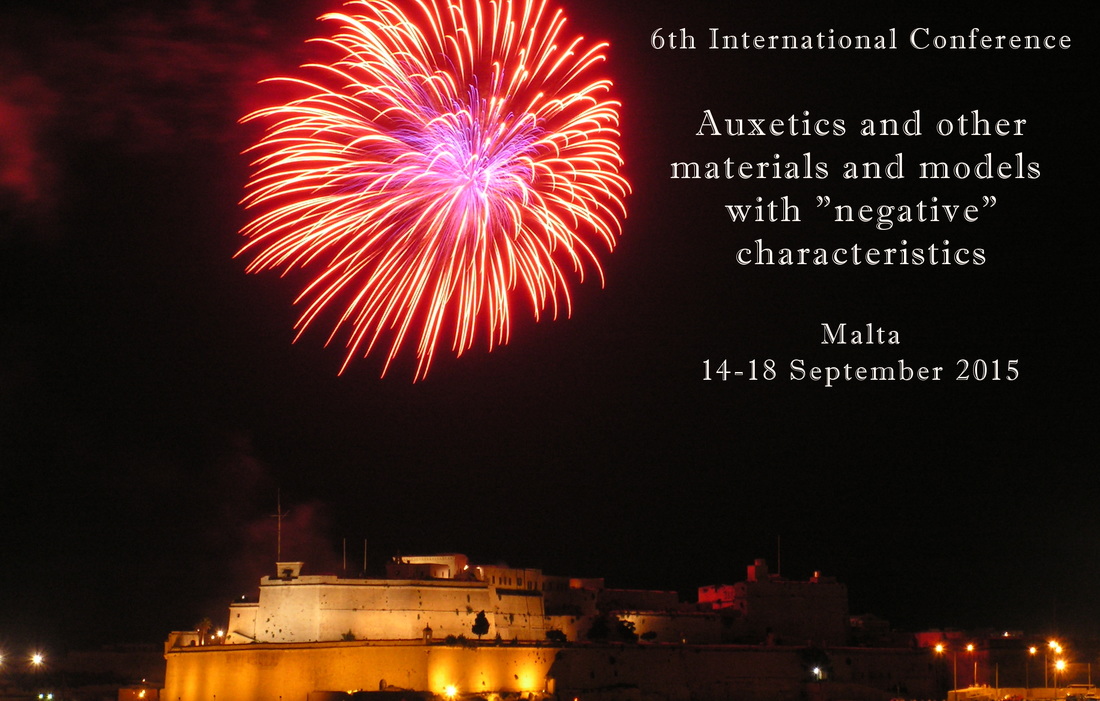 6th International Conference
Auxetics and other
materials and models
with ”negative”
characteristics
Malta
14-18 September 2015